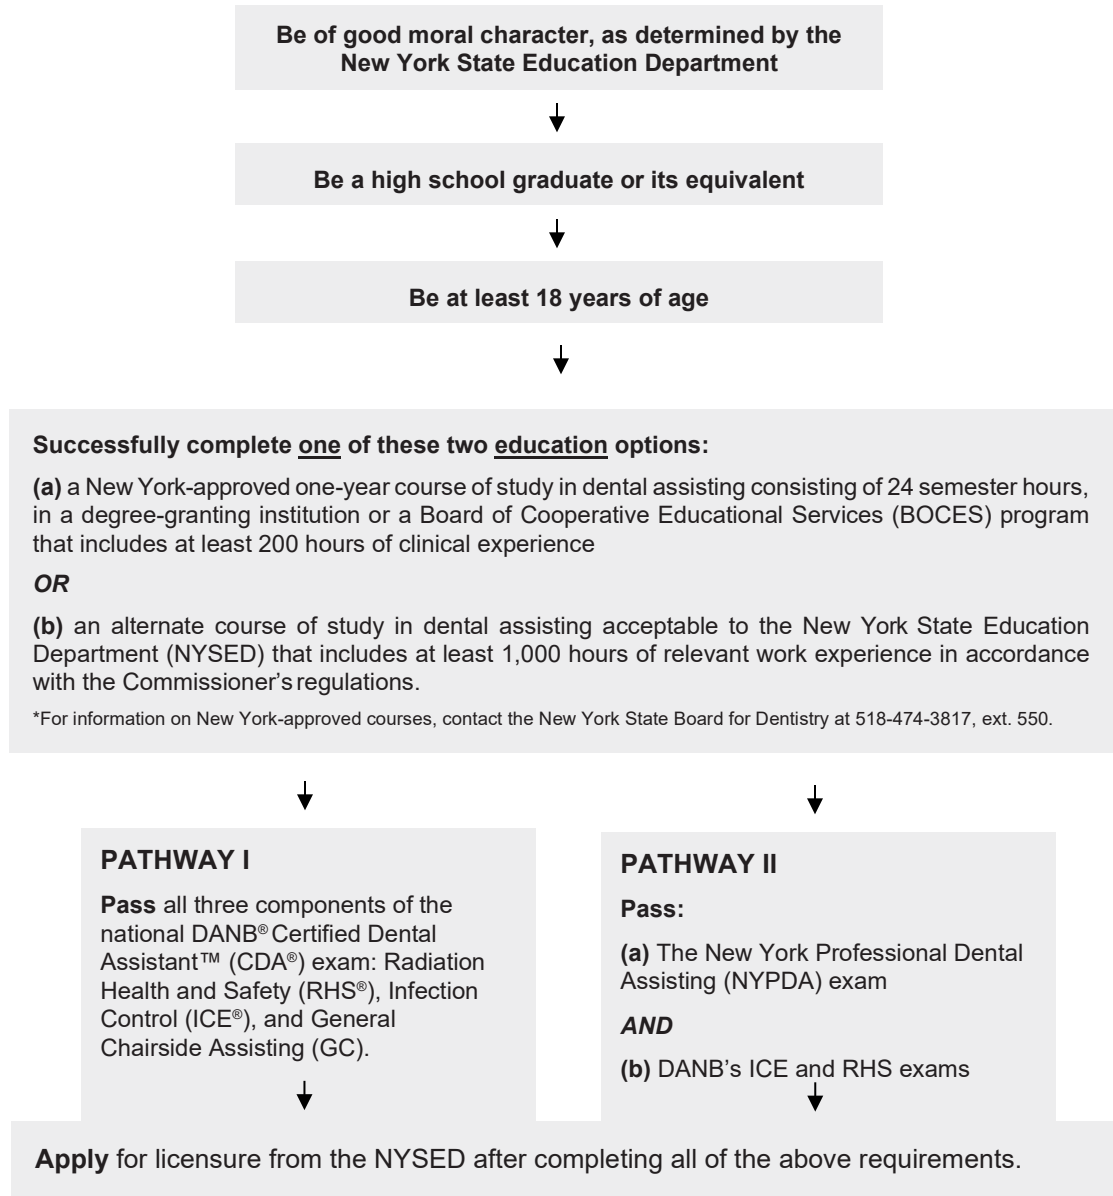 Be of good moral character, as determined by the
New York State Education Department
Be a high school graduate or its equivalent
Be at least 18 years of age
Successfully complete one of these two education options:
(a) a New York-approved one-year course of study in dental assisting consisting of 24 semester hours,
in a degree-granting institution or a Board of Cooperative Educational Services (BOCES) program
that includes at least 200 hours of clinical experience
OR
(b) an alternate course of study in dental assisting acceptable to the New York State Education
Department (NYSED) that includes at least 1,000 hours of relevant work experience in accordance
with the Commissioner's regulations.
*For information on New York-approved courses, contact the New York State Board for Dentistry at 518-474-3817, ext. 550.
PATHWAY I
Pass all three components of the
national DANB® Certified Dental
Assistant™ (CDA®) exam: Radiation
Health and Safety (RHS®), Infection
Control (ICE®), and General
Chairside Assisting (GC).
PATHWAY II
Pass:
(a) The New York Professional Dental
Assisting (NYPDA) exam
AND
(b) DANB's ICE and RHS exams
Apply for licensure from the NYSED after completing all of the above requirements.